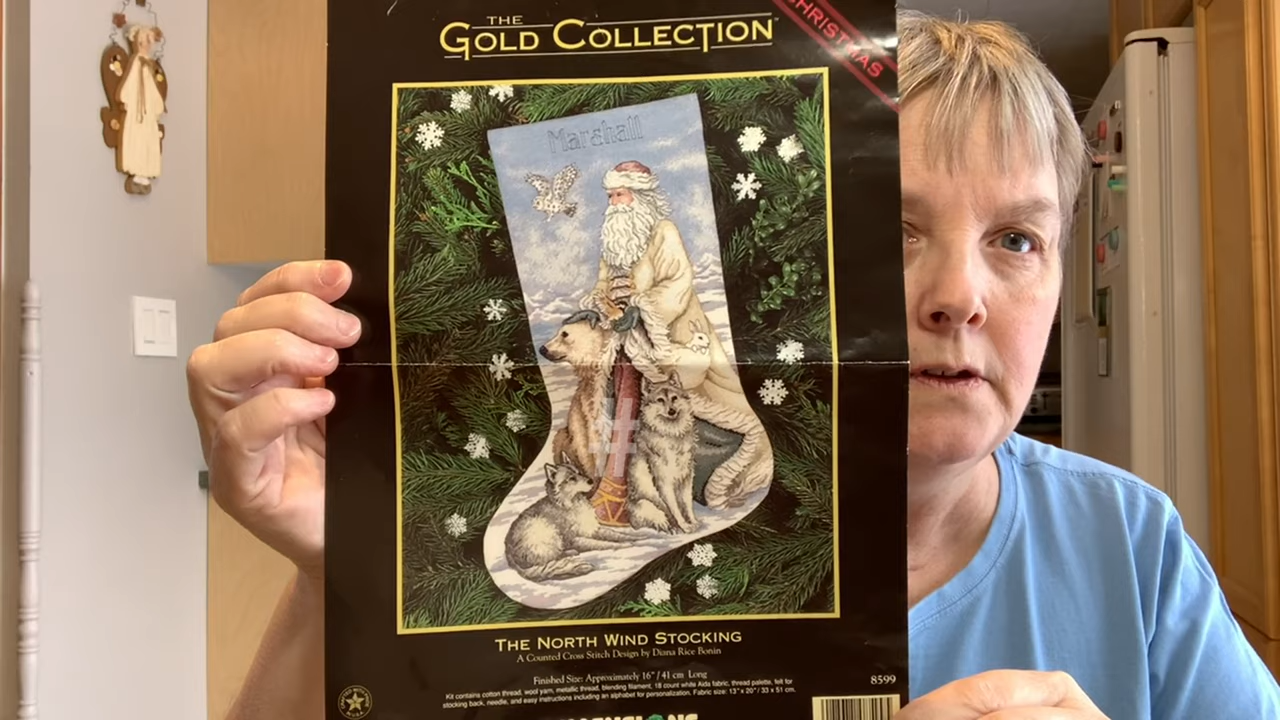 THE
GOLD COLLECTION™
CHRISTMAS
Marshall
#
THE NORTH WIND STOCKING
A Counted Cross Stitch Design by Diana Rice Bonin
Finished Size: Approximately 16" / 41 cm Long
8599
Kit contains cotton thread, wool yarn, metallic thread, blending filament, 18 count white Aida fabric, thread palette, felt for
stocking back, needle, and easy instructions including an alphabet for personalization. Fabric size: 13" x 20" / 33 x 51 cm.